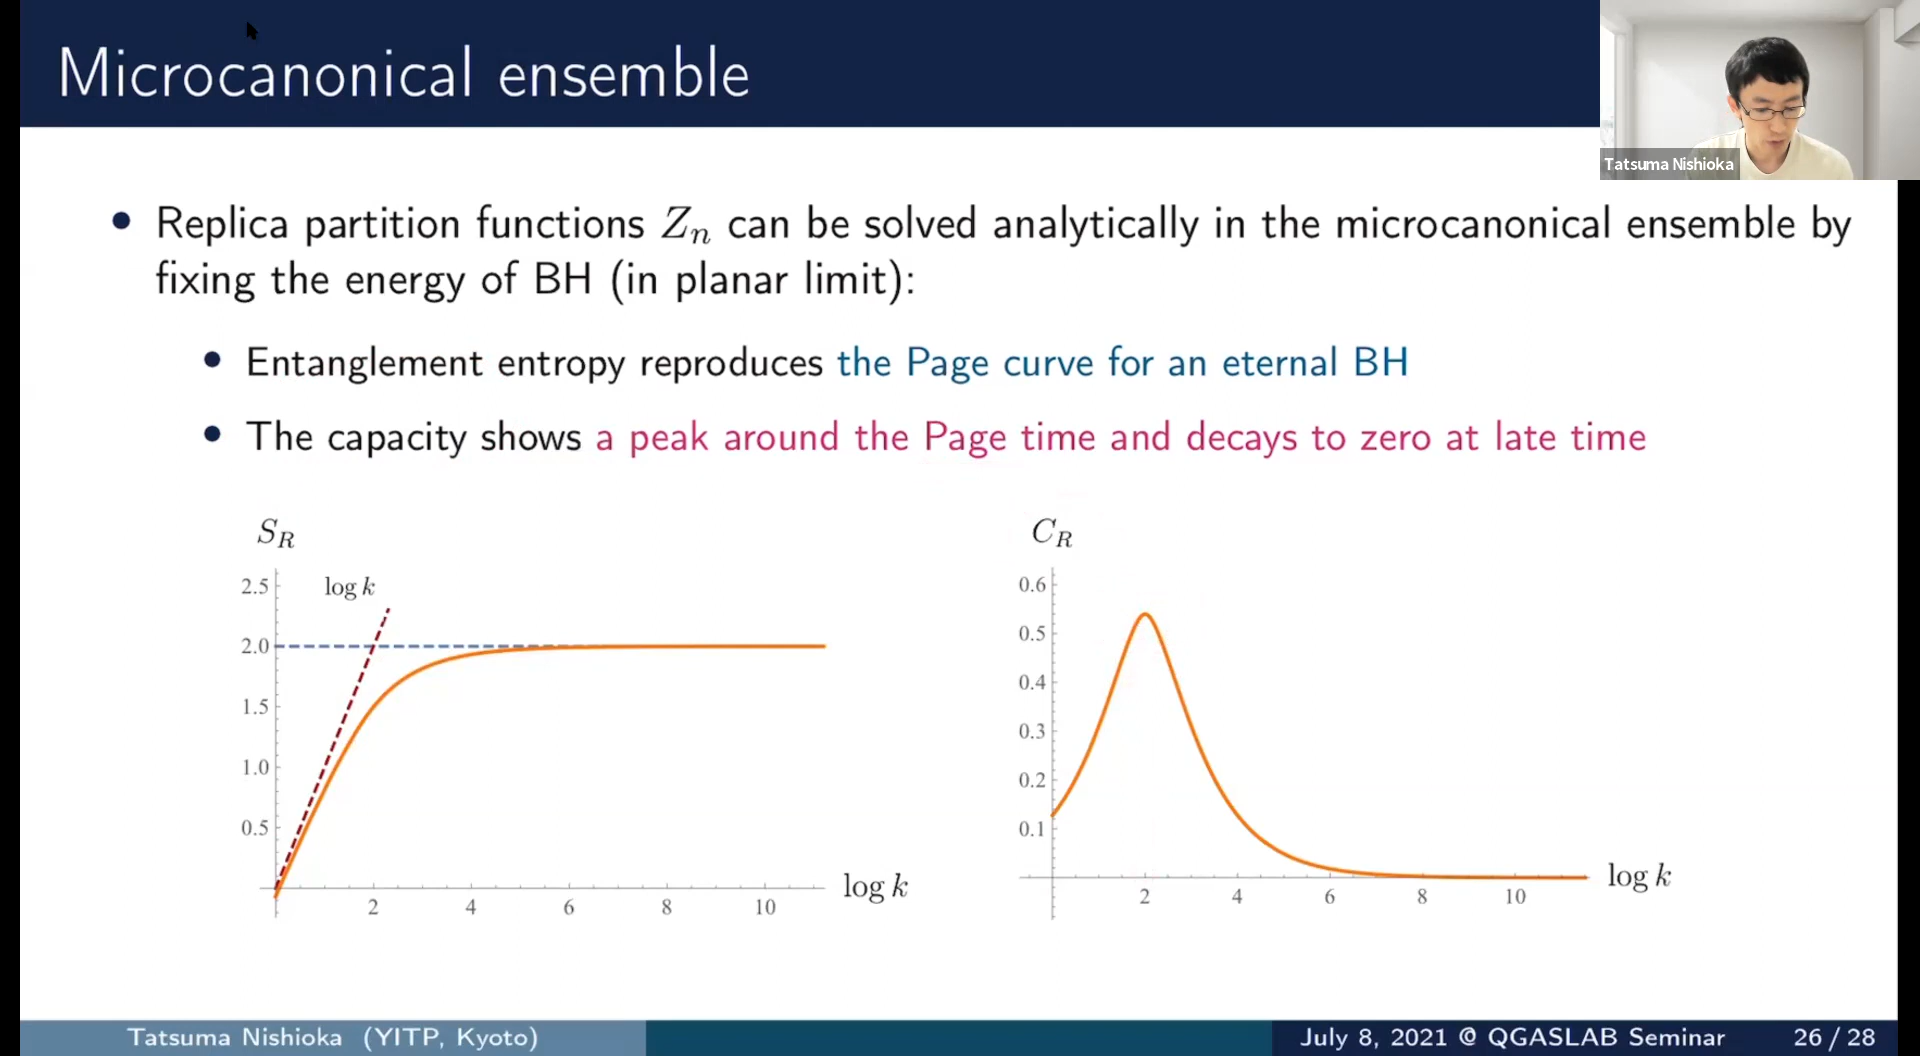 Microcanonical ensemble
Tatsuma Nishioka
• Replica partition functions Zₙ can be solved analytically in the microcanonical ensemble by
fixing the energy of BH (in planar limit):
• Entanglement entropy reproduces the Page curve for an eternal BH
• The capacity shows a peak around the Page time and decays to zero at late time
S_R
2.5
log k
2.0
1.5
1.0
0.5
2 4 6 8 10
log k
C_R
0.6
0.5
0.4
0.3
0.2
0.1
2 4 6 8 10
log k
Tatsuma Nishioka (YITP, Kyoto)
July 8, 2021 @ QGASLAB Seminar
26 / 28